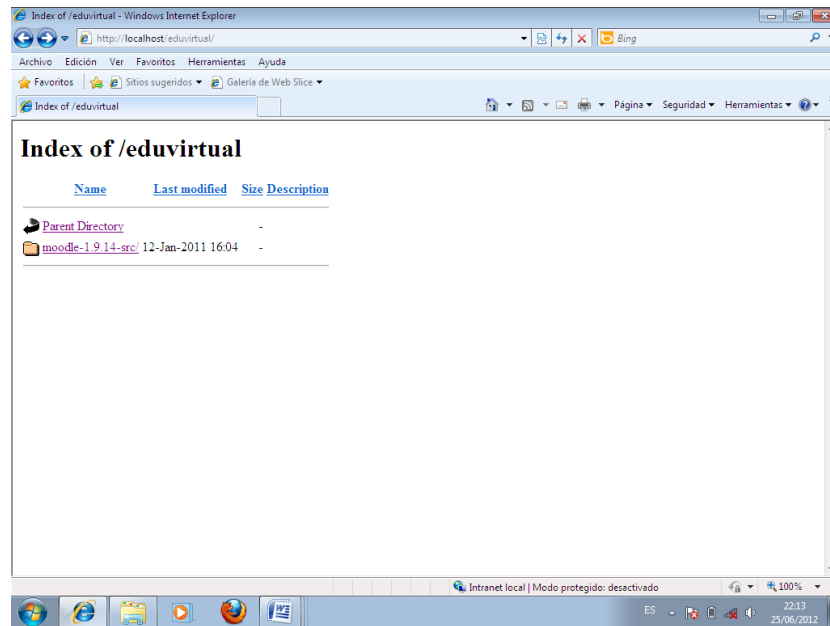 Index of /eduvirtual - Windows Internet Explorer
http://localhost/eduvirtual/
Bing
Archivo Edición Ver Favoritos Herramientas Ayuda
Favoritos Sitios sugeridos Galería de Web Slice
Index of /eduvirtual
Página Seguridad Herramientas
Index of /eduvirtual
Name Last modified Size Description
Parent Directory -
moodle-1.9.14-src/ 12-Jan-2011 16:04 -
Intranet local | Modo protegido: desactivado 100%
ES 22:13
25/06/2012